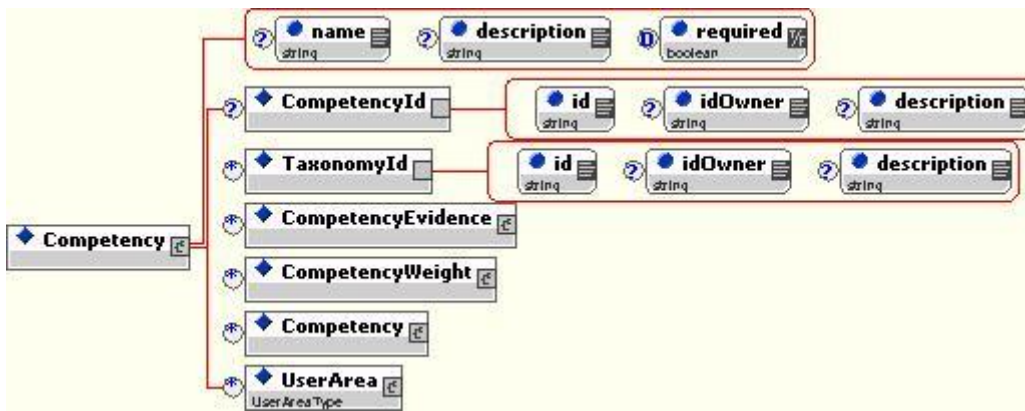 ? name ? description D required T/F
string string boolean
? CompetencyId id ? idOwner ? description
string string string
* TaxonomyId id ? idOwner ? description
string string string
* CompetencyEvidence
Competency
* CompetencyWeight
* Competency
* UserArea
UserAreaType